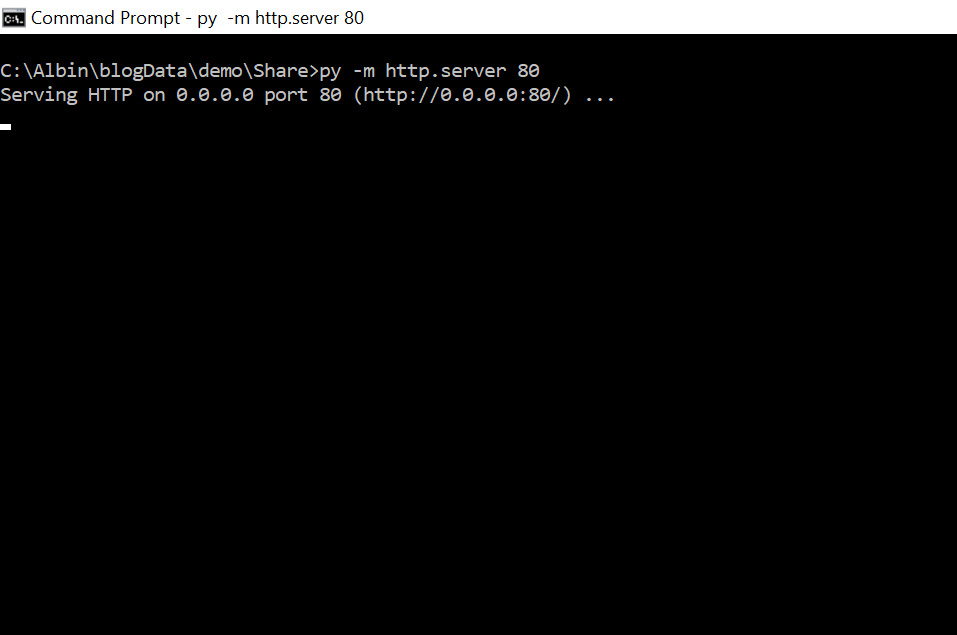 Command Prompt - py  -m http.server 80
C:\Albin\blogData\demo\Share>py -m http.server 80
Serving HTTP on 0.0.0.0 port 80 (http://0.0.0.0:80/) ...